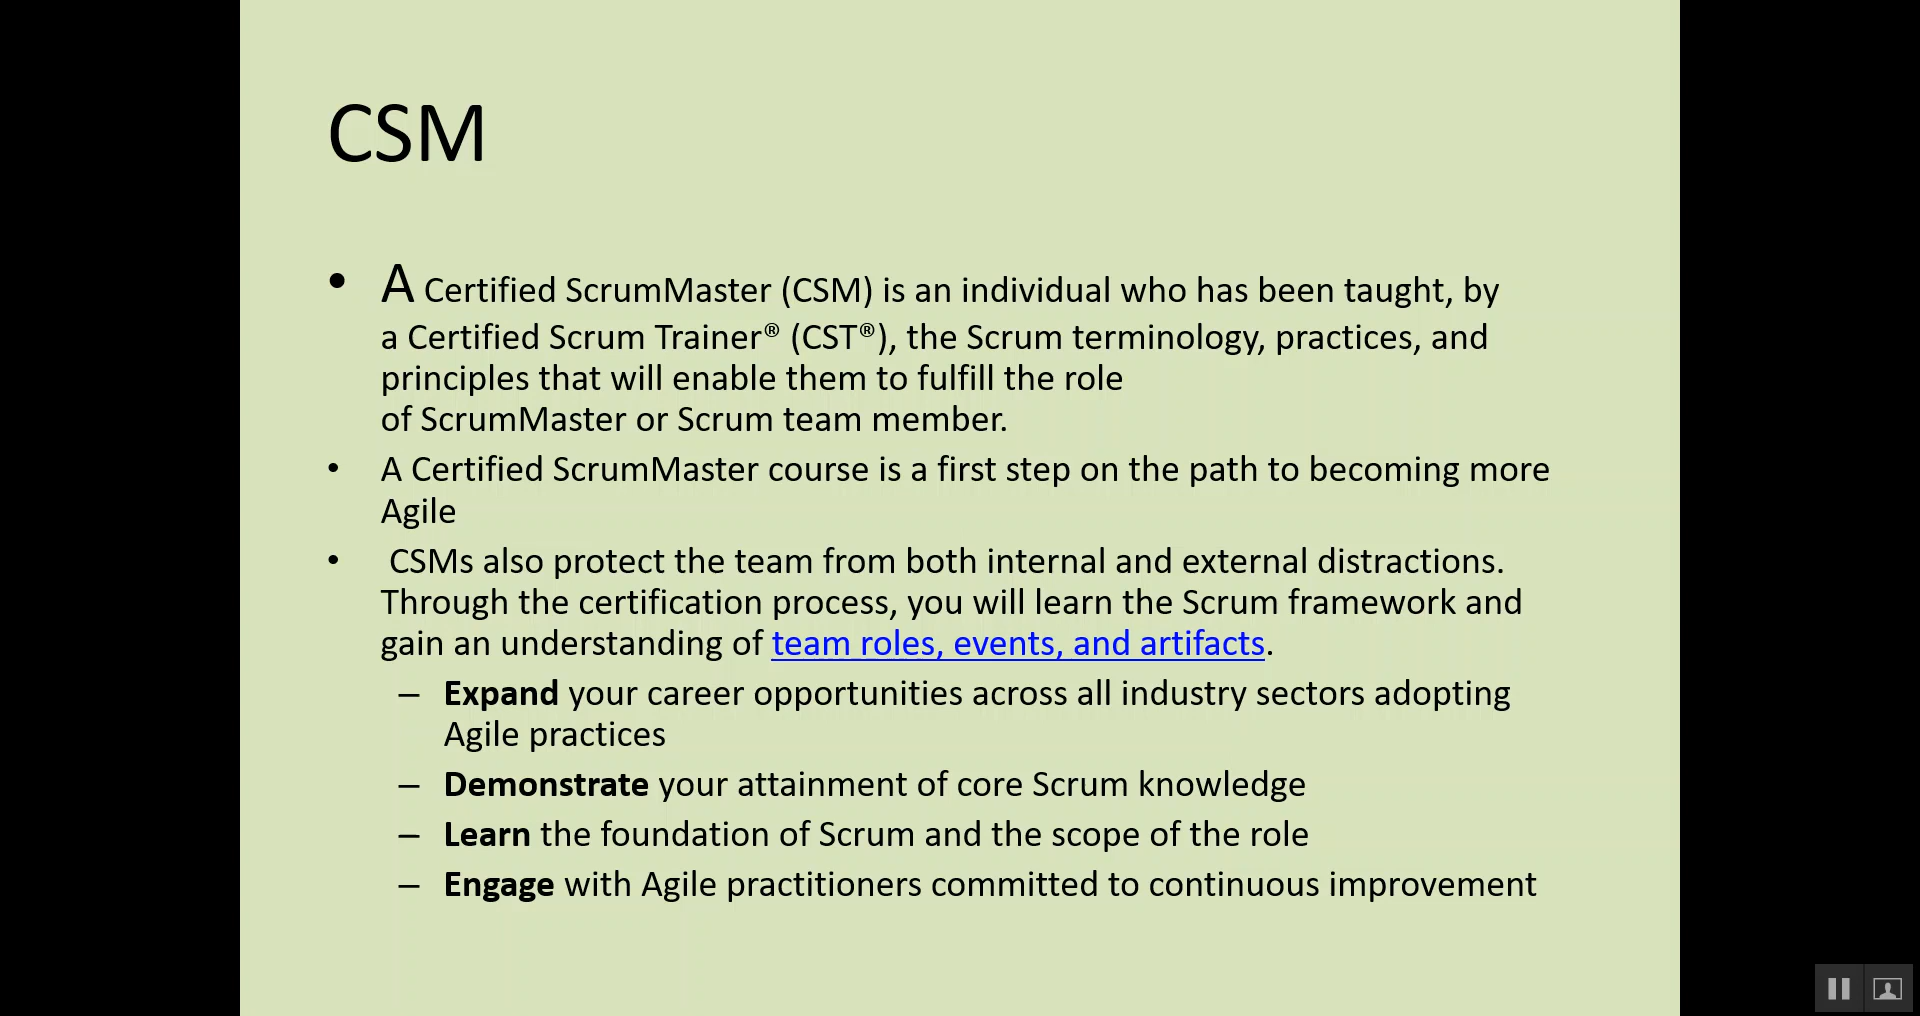 CSM
• A Certified ScrumMaster (CSM) is an individual who has been taught, by
a Certified Scrum Trainer® (CST®), the Scrum terminology, practices, and
principles that will enable them to fulfill the role
of ScrumMaster or Scrum team member.
• A Certified ScrumMaster course is a first step on the path to becoming more
Agile
• CSMs also protect the team from both internal and external distractions.
Through the certification process, you will learn the Scrum framework and
gain an understanding of team roles, events, and artifacts.
– Expand your career opportunities across all industry sectors adopting
Agile practices
– Demonstrate your attainment of core Scrum knowledge
– Learn the foundation of Scrum and the scope of the role
– Engage with Agile practitioners committed to continuous improvement